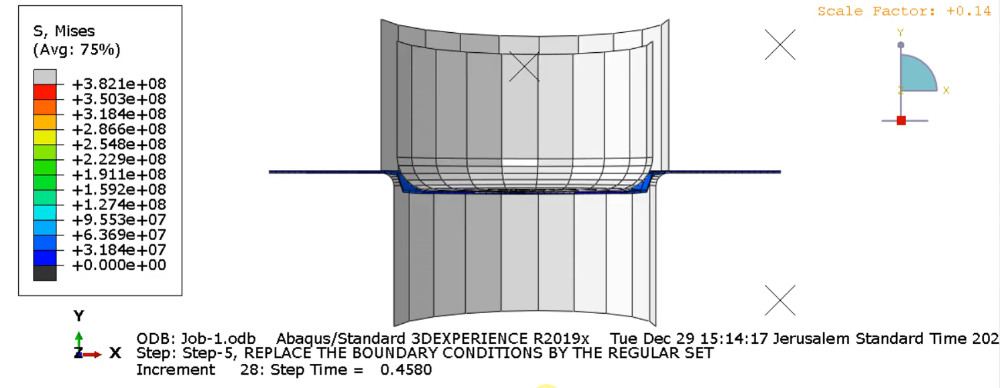 Scale Factor: +0.14
S, Mises
(Avg: 75%)
+3.821e+08
+3.503e+08
+3.184e+08
+2.866e+08
+2.548e+08
+2.229e+08
+1.911e+08
+1.592e+08
+1.274e+08
+9.553e+07
+6.369e+07
+3.184e+07
+0.000e+00
Y
Z X
Y
Z X
ODB: Job-1.odb Abaqus/Standard 3DEXPERIENCE R2019x Tue Dec 29 15:14:17 Jerusalem Standard Time 202
Step: Step-5, REPLACE THE BOUNDARY CONDITIONS BY THE REGULAR SET
Increment 28: Step Time = 0.4580